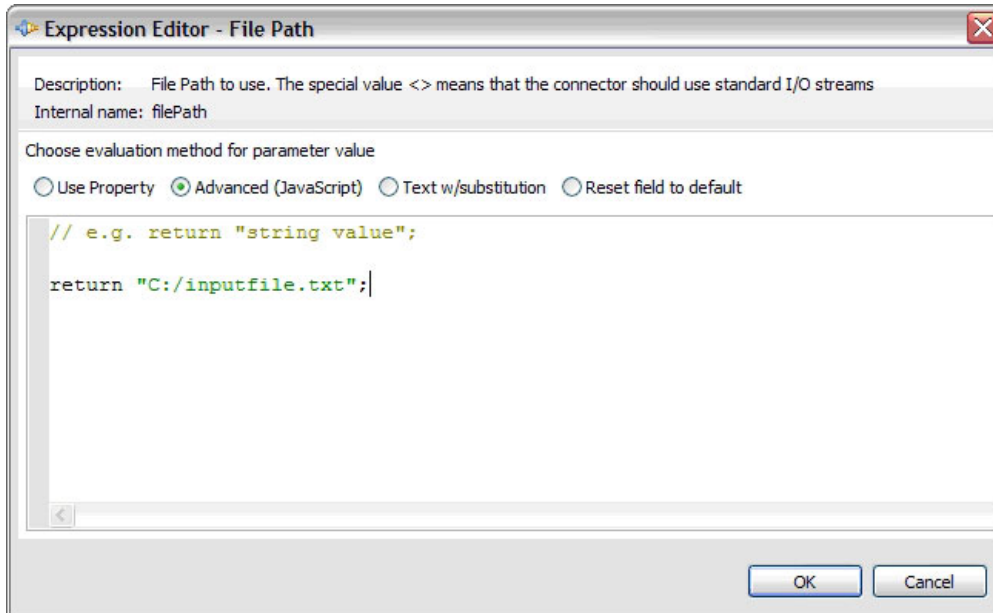 Expression Editor - File Path
Description: File Path to use. The special value <> means that the connector should use standard I/O streams
Internal name: filePath
Choose evaluation method for parameter value
Use Property Advanced (JavaScript) Text w/substitution Reset field to default
// e.g. return "string value";
return "C:/inputfile.txt";
OK Cancel